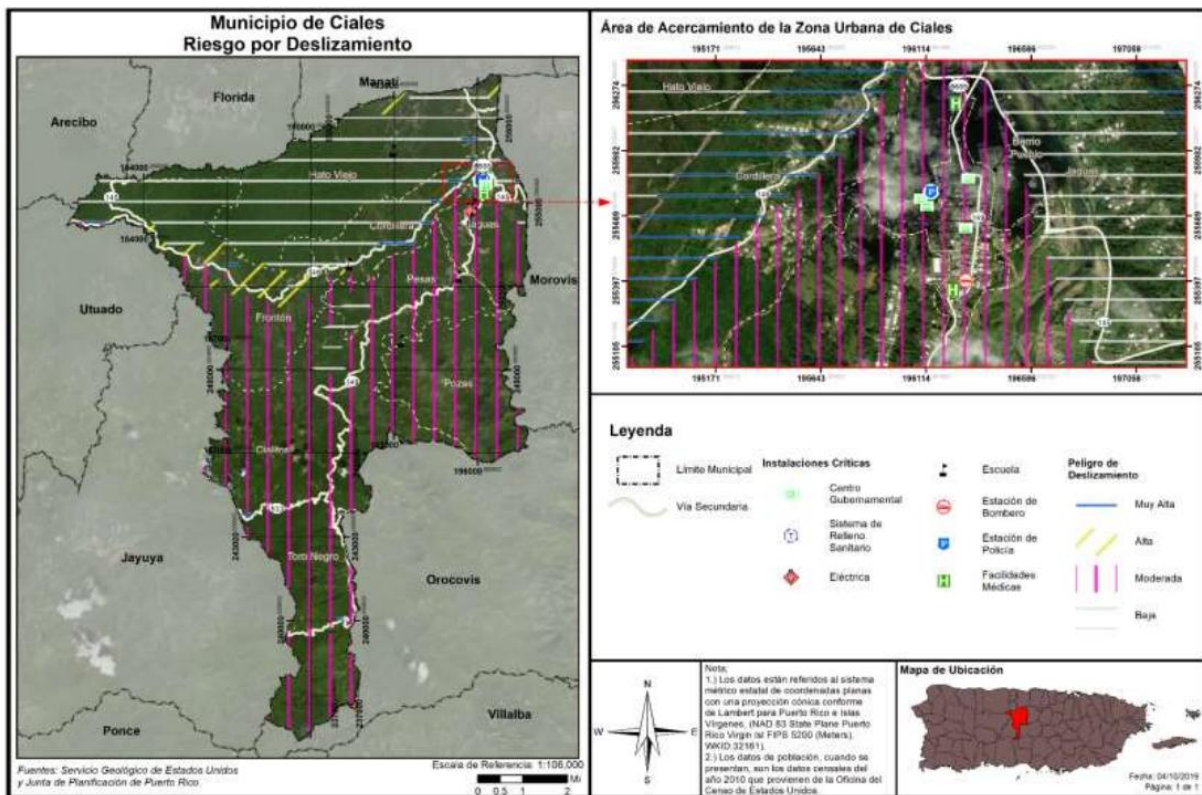 Municipio de Ciales
Riesgo por Deslizamiento
Manatí
Florida
Arecibo
Hato Viejo
Cordillera
Jaguas
Morovis
Pesas
Utuado
Frontón
Pozas
Cialitos
Jayuya
Toro Negro
Orocovis
Ponce
Villalba
Fuentes: Servicio Geológico de Estados Unidos
y Junta de Planificación de Puerto Rico.
Escala de Referencia: 1:106,000
0 0.5 1 2 Mi
Área de Acercamiento de la Zona Urbana de Ciales
195171 195643 196114 196586 197058
Hato Viejo
Cordillera
Barrio
Pueblo
Jaguas
149
195171 195643 196114 196586 197058
Leyenda
Límite Municipal
Vía Secundaria
Instalaciones Críticas
Centro
Gubernamental
Sistema de
Relleno
Sanitario
Eléctrica
Escuela
Estación de
Bombero
Estación de
Policía
Facilidades
Médicas
Peligro de
Deslizamiento
Muy Alta
Alta
Moderada
Baja
N
W E
S
Nota:
1.) Los datos están referidos al sistema
métrico estatal de coordenadas planas
con una proyección cónica conforme
de Lambert para Puerto Rico e Islas
Vírgenes, (NAD 83 State Plane Puerto
Rico Virgin Isl FIPS 5200 (Meters),
WKID 32161).
2.) Los datos de población, cuando se
presentan, son los datos censales del
año 2010 que provienen de la Oficina del
Censo de Estados Unidos.
Mapa de Ubicación
Fecha: 04/10/2019
Página: 1 de 1